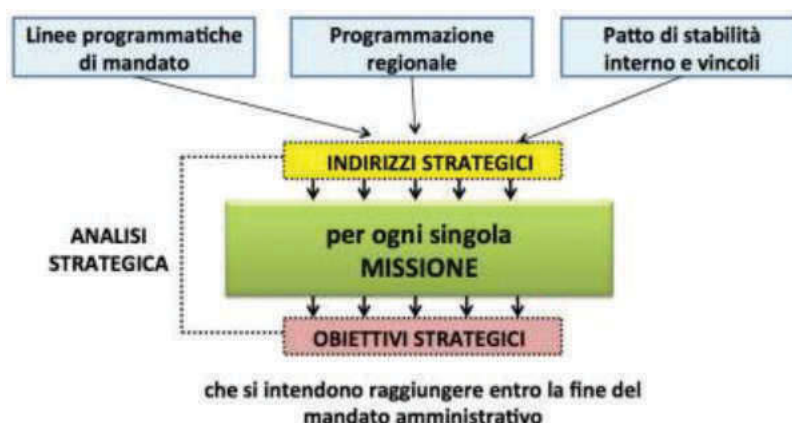 Linee programmatiche
di mandato
Programmazione
regionale
Patto di stabilità
interno e vincoli
INDIRIZZI STRATEGICI
ANALISI
STRATEGICA
per ogni singola
MISSIONE
OBIETTIVI STRATEGICI
che si intendono raggiungere entro la fine del
mandato amministrativo